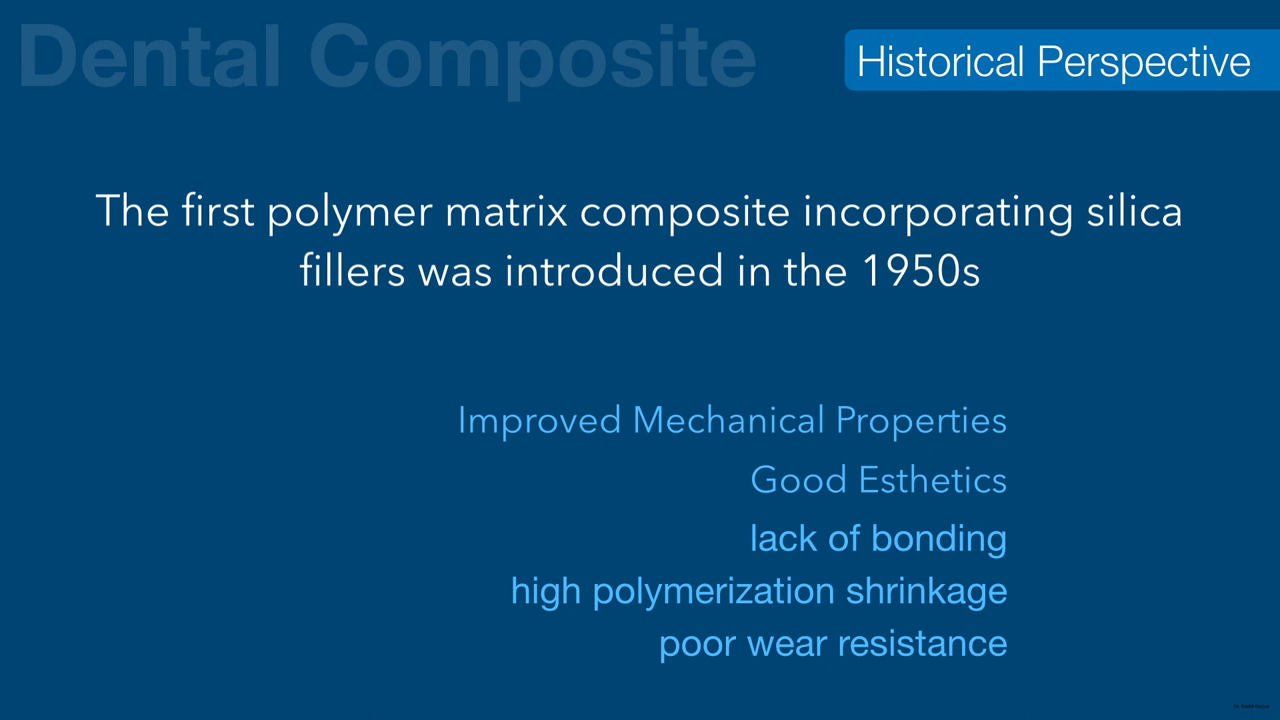 Dental Composite
Historical Perspective
The first polymer matrix composite incorporating silica
fillers was introduced in the 1950s
Improved Mechanical Properties
Good Esthetics
lack of bonding
high polymerization shrinkage
poor wear resistance